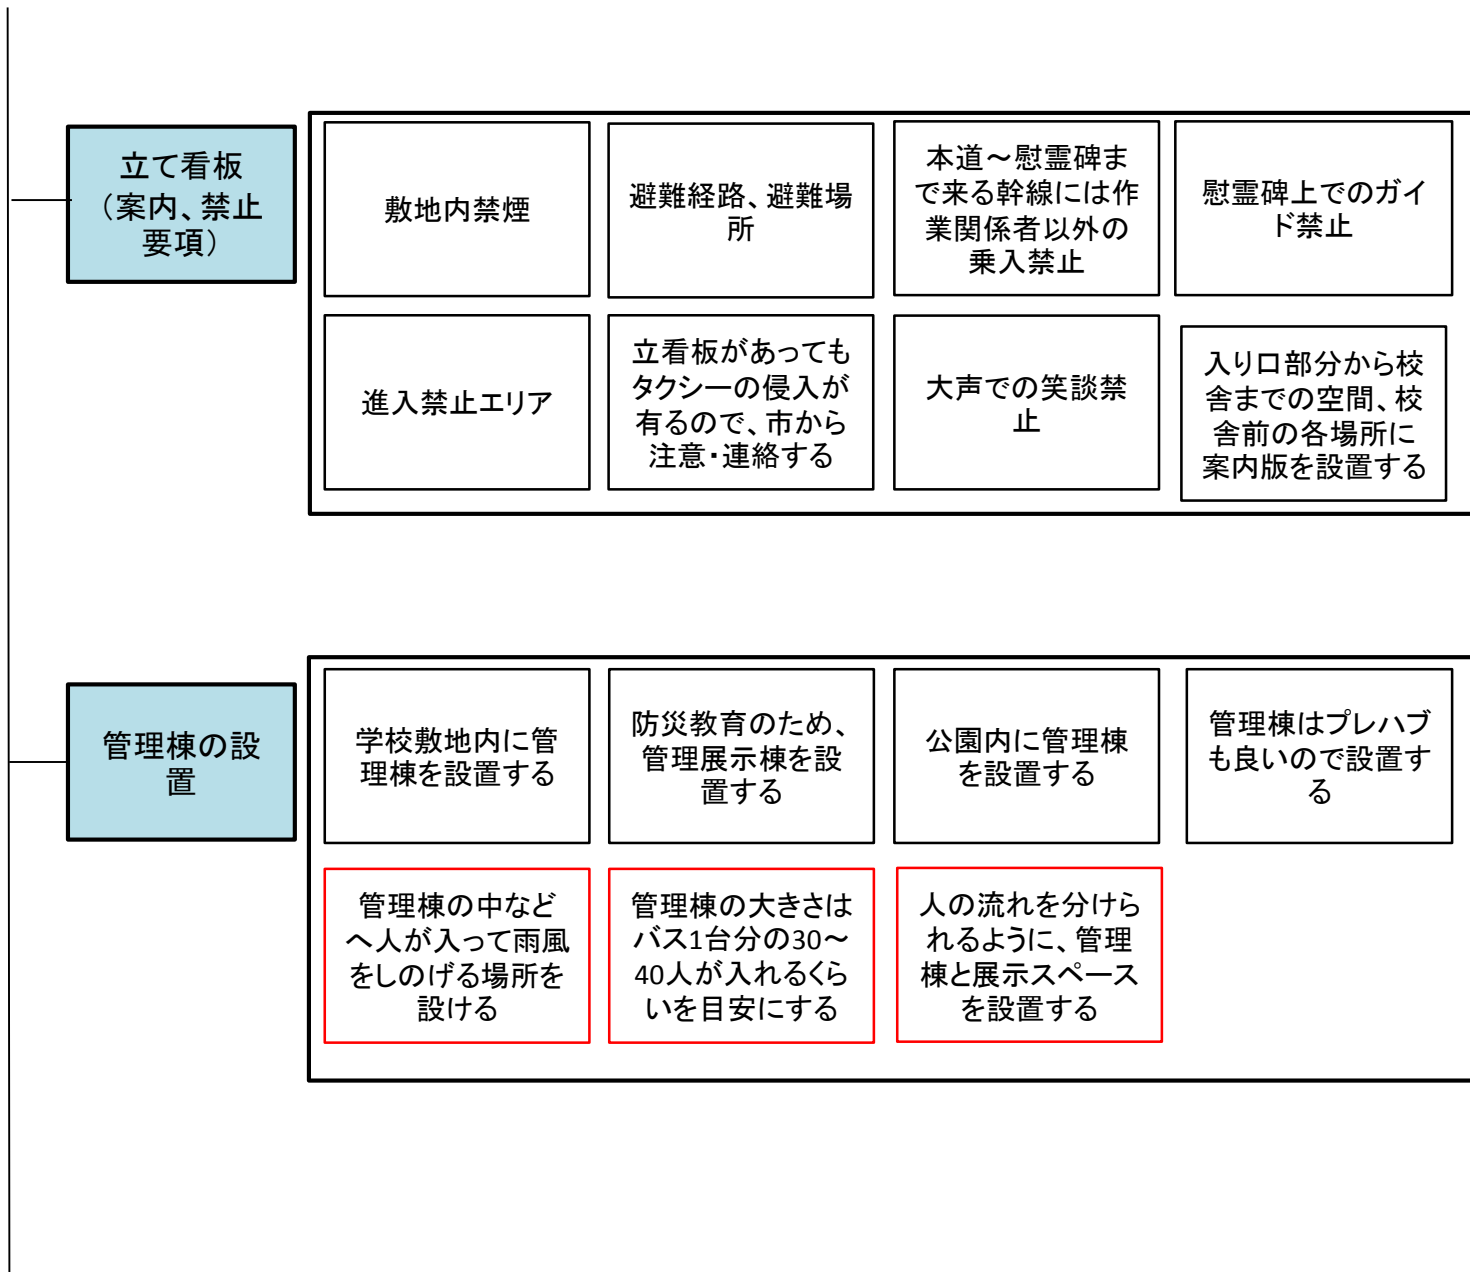 立て看板
（案内、禁止
要項）
敷地内禁煙
避難経路、避難場
所
本道～慰霊碑ま
で来る幹線には作
業関係者以外の
乗入禁止
慰霊碑上でのガイ
ド禁止
進入禁止エリア
立看板があっても
タクシーの侵入が
有るので、市から
注意・連絡する
大声での笑談禁
止
入り口部分から校
舎までの空間、校
舎前の各場所に
案内版を設置する
管理棟の設
置
学校敷地内に管
理棟を設置する
防災教育のため、
管理展示棟を設
置する
公園内に管理棟
を設置する
管理棟はプレハブ
も良いので設置す
る
管理棟の中など
へ人が入って雨風
をしのげる場所を
設ける
管理棟の大きさは
バス1台分の30～
40人が入れるくら
いを目安にする
人の流れを分けら
れるように、管理
棟と展示スペース
を設置する